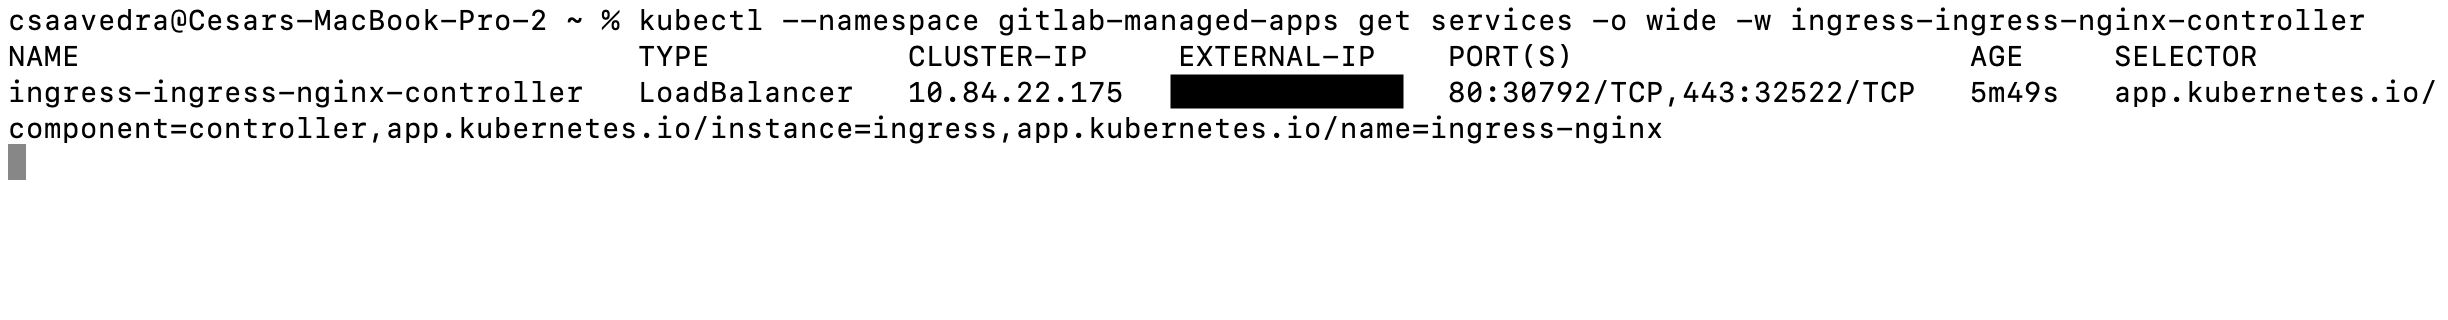 csaavedra@Cesars-MacBook-Pro-2 ~ % kubectl --namespace gitlab-managed-apps get services -o wide -w ingress-ingress-nginx-controller
NAME TYPE CLUSTER-IP EXTERNAL-IP PORT(S) AGE SELECTOR
ingress-ingress-nginx-controller LoadBalancer 10.84.22.175 80:30792/TCP,443:32522/TCP 5m49s app.kubernetes.io/
component=controller,app.kubernetes.io/instance=ingress,app.kubernetes.io/name=ingress-nginx